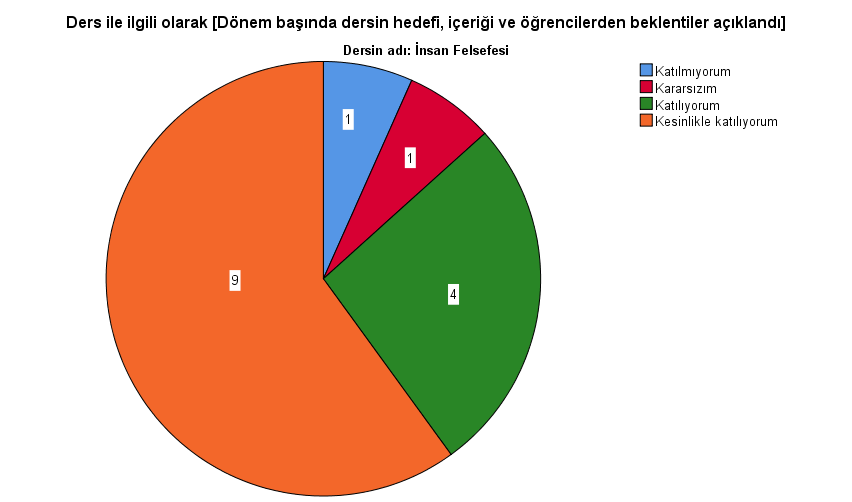 Ders ile ilgili olarak [Dönem başında dersin hedefi, içeriği ve öğrencilerden beklentiler açıklandı]
Dersin adı: İnsan Felsefesi
Katılmıyorum
Kararsızım
Katılıyorum
Kesinlikle katılıyorum
1
1
4
9